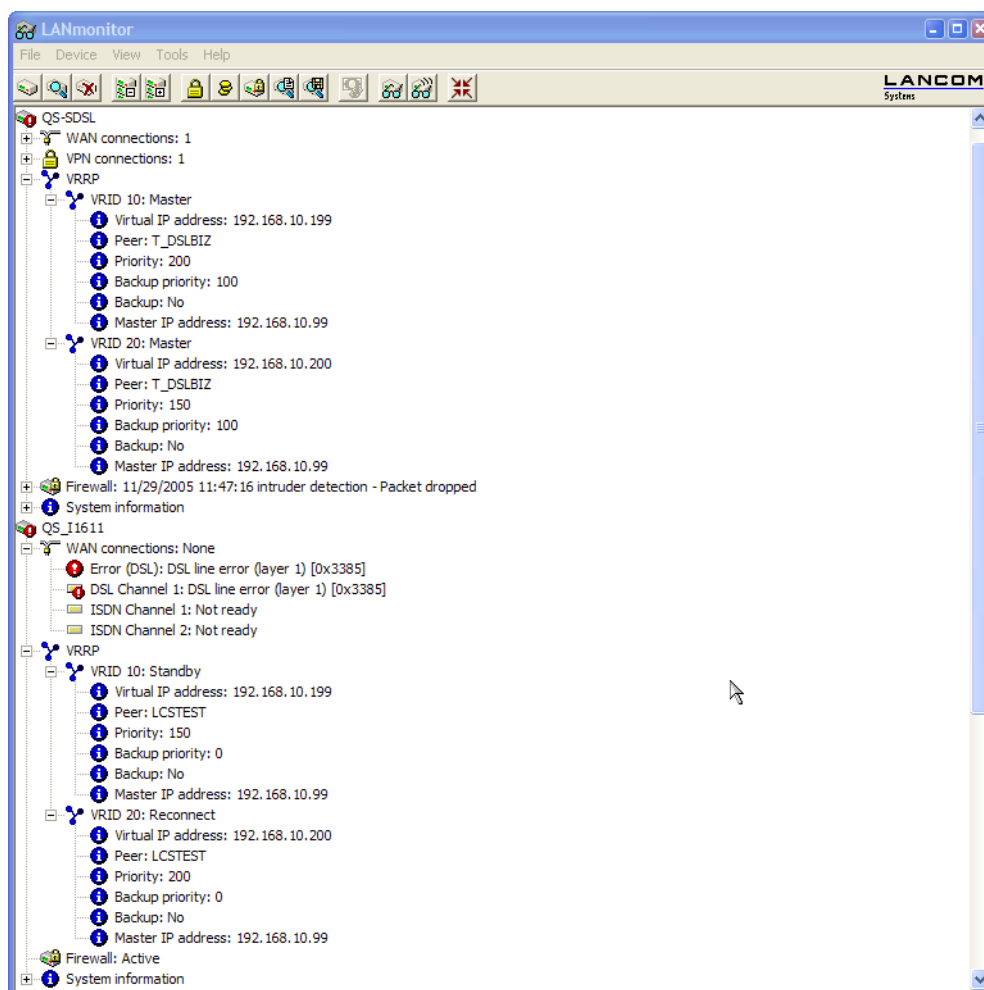 LANmonitor
File Device View Tools Help
LANCOM
Systems
QS-SDSL
WAN connections: 1
VPN connections: 1
VRRP
VRID 10: Master
Virtual IP address: 192.168.10.199
Peer: T_DSLBIZ
Priority: 200
Backup priority: 100
Backup: No
Master IP address: 192.168.10.99
VRID 20: Master
Virtual IP address: 192.168.10.200
Peer: T_DSLBIZ
Priority: 150
Backup priority: 100
Backup: No
Master IP address: 192.168.10.99
Firewall: 11/29/2005 11:47:16 intruder detection - Packet dropped
System information
QS_I1611
WAN connections: None
Error (DSL): DSL line error (layer 1) [0x3385]
DSL Channel 1: DSL line error (layer 1) [0x3385]
ISDN Channel 1: Not ready
ISDN Channel 2: Not ready
VRRP
VRID 10: Standby
Virtual IP address: 192.168.10.199
Peer: LCSTEST
Priority: 150
Backup priority: 0
Backup: No
Master IP address: 192.168.10.99
VRID 20: Reconnect
Virtual IP address: 192.168.10.200
Peer: LCSTEST
Priority: 200
Backup priority: 0
Backup: No
Master IP address: 192.168.10.99
Firewall: Active
System information